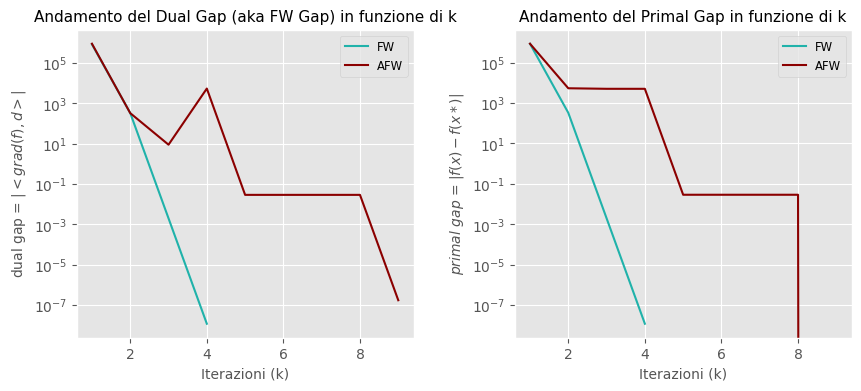 Andamento del Dual Gap (aka FW Gap) in funzione di k
FW
AFW
10^5
10^3
10^1
10^-1
10^-3
10^-5
10^-7
dual gap = | < grad(f), d > |
2
4
6
8
Iterazioni (k)
Andamento del Primal Gap in funzione di k
FW
AFW
10^5
10^3
10^1
10^-1
10^-3
10^-5
10^-7
primal gap = |f(x) − f(x*)|
2
4
6
8
Iterazioni (k)